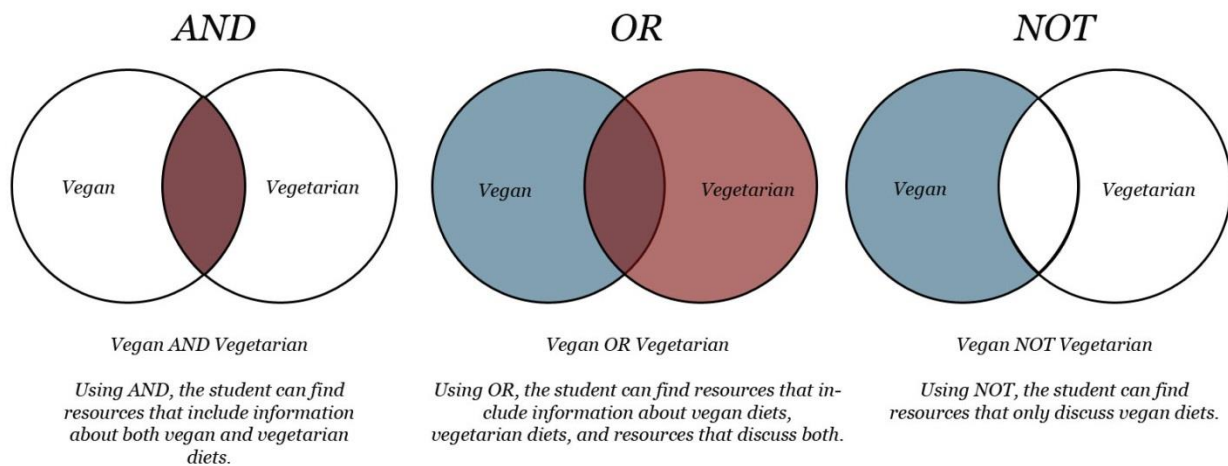 AND
Vegan
Vegetarian
Vegan AND Vegetarian
Using AND, the student can find
resources that include information
about both vegan and vegetarian
diets.
OR
Vegan
Vegetarian
Vegan OR Vegetarian
Using OR, the student can find resources that in-
clude information about vegan diets,
vegetarian diets, and resources that discuss both.
NOT
Vegan
Vegetarian
Vegan NOT Vegetarian
Using NOT, the student can find
resources that only discuss vegan diets.